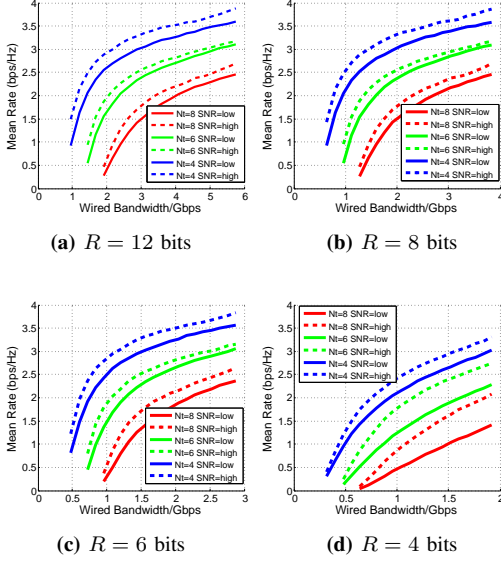 4
3.5
3
2.5
2
1.5
1
0.5
0
Mean Rate (bps/Hz)
Nt=8 SNR=low
Nt=8 SNR=high
Nt=6 SNR=low
Nt=6 SNR=high
Nt=4 SNR=low
Nt=4 SNR=high
0 1 2 3 4 5 6
Wired Bandwidth/Gbps
(a) R = 12 bits
4
3.5
3
2.5
2
1.5
1
0.5
0
Mean Rate (bps/Hz)
Nt=8 SNR=low
Nt=8 SNR=high
Nt=6 SNR=low
Nt=6 SNR=high
Nt=4 SNR=low
Nt=4 SNR=high
0 1 2 3 4
Wired Bandwidth/Gbps
(b) R = 8 bits
4
3.5
3
2.5
2
1.5
1
0.5
0
Mean Rate (bps/Hz)
Nt=8 SNR=low
Nt=8 SNR=high
Nt=6 SNR=low
Nt=6 SNR=high
Nt=4 SNR=low
Nt=4 SNR=high
0 0.5 1 1.5 2 2.5 3
Wired Bandwidth/Gbps
(c) R = 6 bits
4
3.5
3
2.5
2
1.5
1
0.5
0
Mean Rate (bps/Hz)
Nt=8 SNR=low
Nt=8 SNR=high
Nt=6 SNR=low
Nt=6 SNR=high
Nt=4 SNR=low
Nt=4 SNR=high
0 0.5 1 1.5 2
Wired Bandwidth/Gbps
(d) R = 4 bits